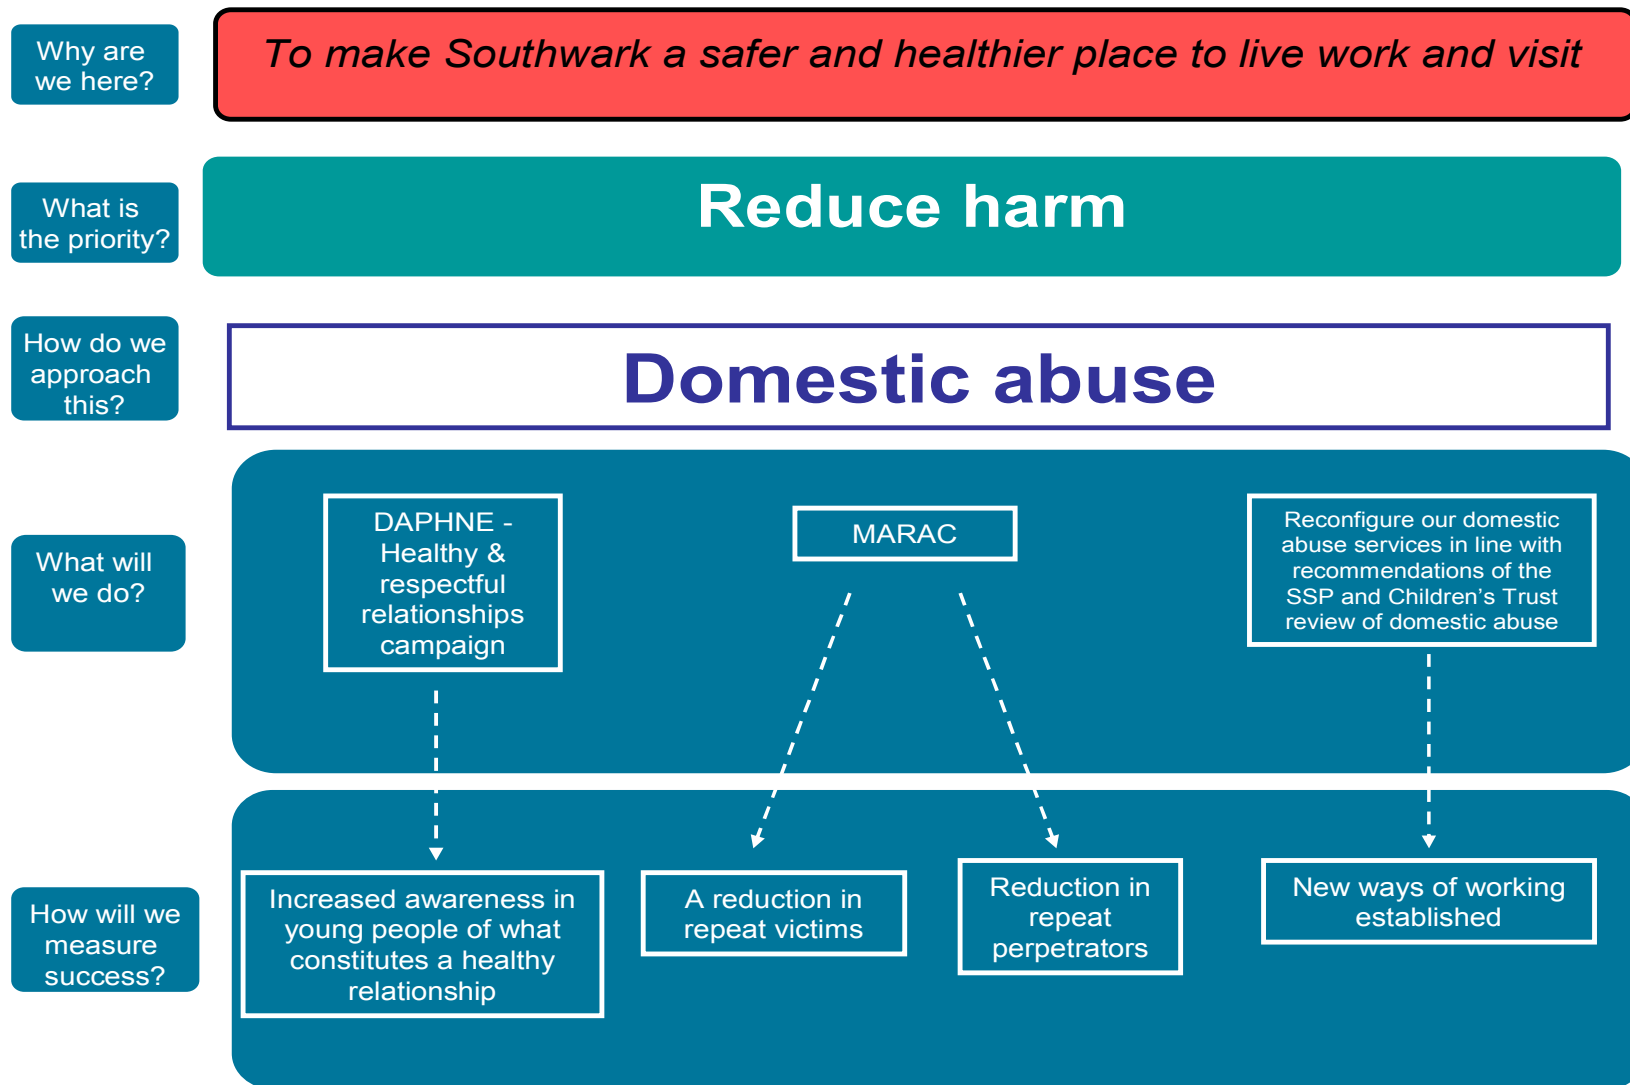 Why are
we here?
To make Southwark a safer and healthier place to live work and visit
What is
the priority?
Reduce harm
How do we
approach
this?
Domestic abuse
What will
we do?
DAPHNE -
Healthy &
respectful
relationships
campaign
MARAC
Reconfigure our domestic
abuse services in line with
recommendations of the
SSP and Children’s Trust
review of domestic abuse
How will we
measure
success?
Increased awareness in
young people of what
constitutes a healthy
relationship
A reduction in
repeat victims
Reduction in
repeat
perpetrators
New ways of working
established